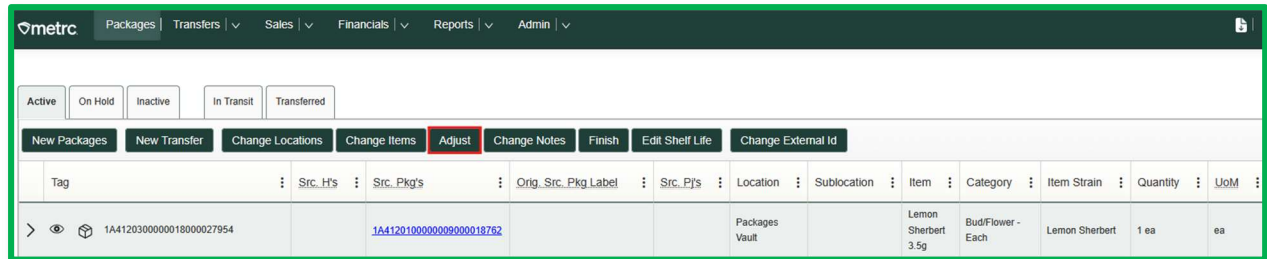 metrc Packages | Transfers | Sales | Financials | Reports | Admin |
Active On Hold Inactive In Transit Transferred
New Packages New Transfer Change Locations Change Items Adjust Change Notes Finish Edit Shelf Life Change External Id
Tag Src. H's Src. Pkg's Orig. Src. Pkg Label Src. Pj's Location Sublocation Item Category Item Strain Quantity UoM
1A4120300000018000027954 1A4120100000009000018762 Packages Vault Lemon Sherbert 3.5g Bud/Flower - Each Lemon Sherbert 1 ea ea